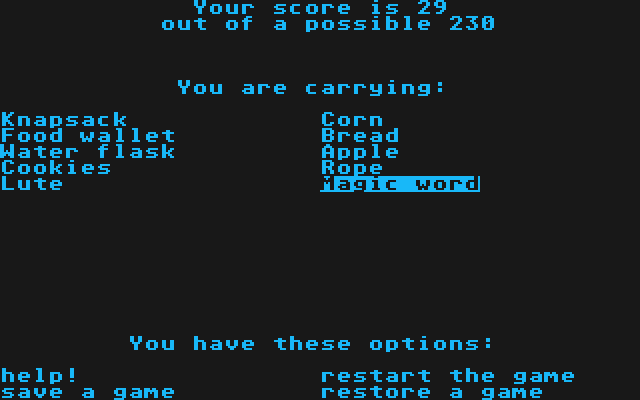 Your score is 29
out of a possible 230
You are carrying:
Knapsack Corn
Food wallet Bread
Water flask Apple
Cookies Rope
Lute Magic word
You have these options:
help! restart the game
save a game restore a game